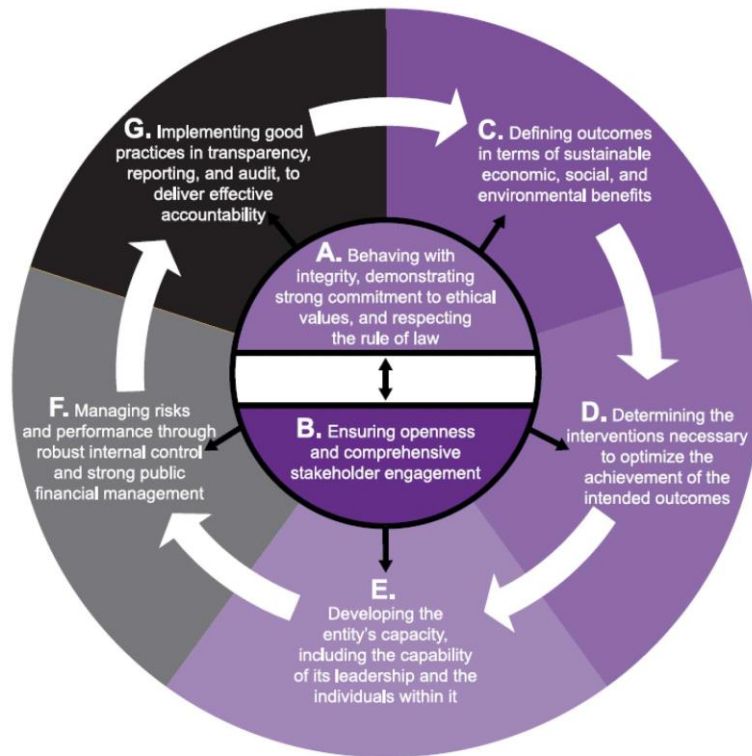 A. Behaving with
integrity, demonstrating
strong commitment to ethical
values, and respecting
the rule of law
B. Ensuring openness
and comprehensive
stakeholder engagement
C. Defining outcomes
in terms of sustainable
economic, social, and
environmental benefits
D. Determining the
interventions necessary
to optimize the
achievement of the
intended outcomes
E.
Developing the
entity's capacity,
including the capability
of its leadership and the
individuals within it
F. Managing risks
and performance through
robust internal control
and strong public
financial management
G. Implementing good
practices in transparency,
reporting, and audit, to
deliver effective
accountability